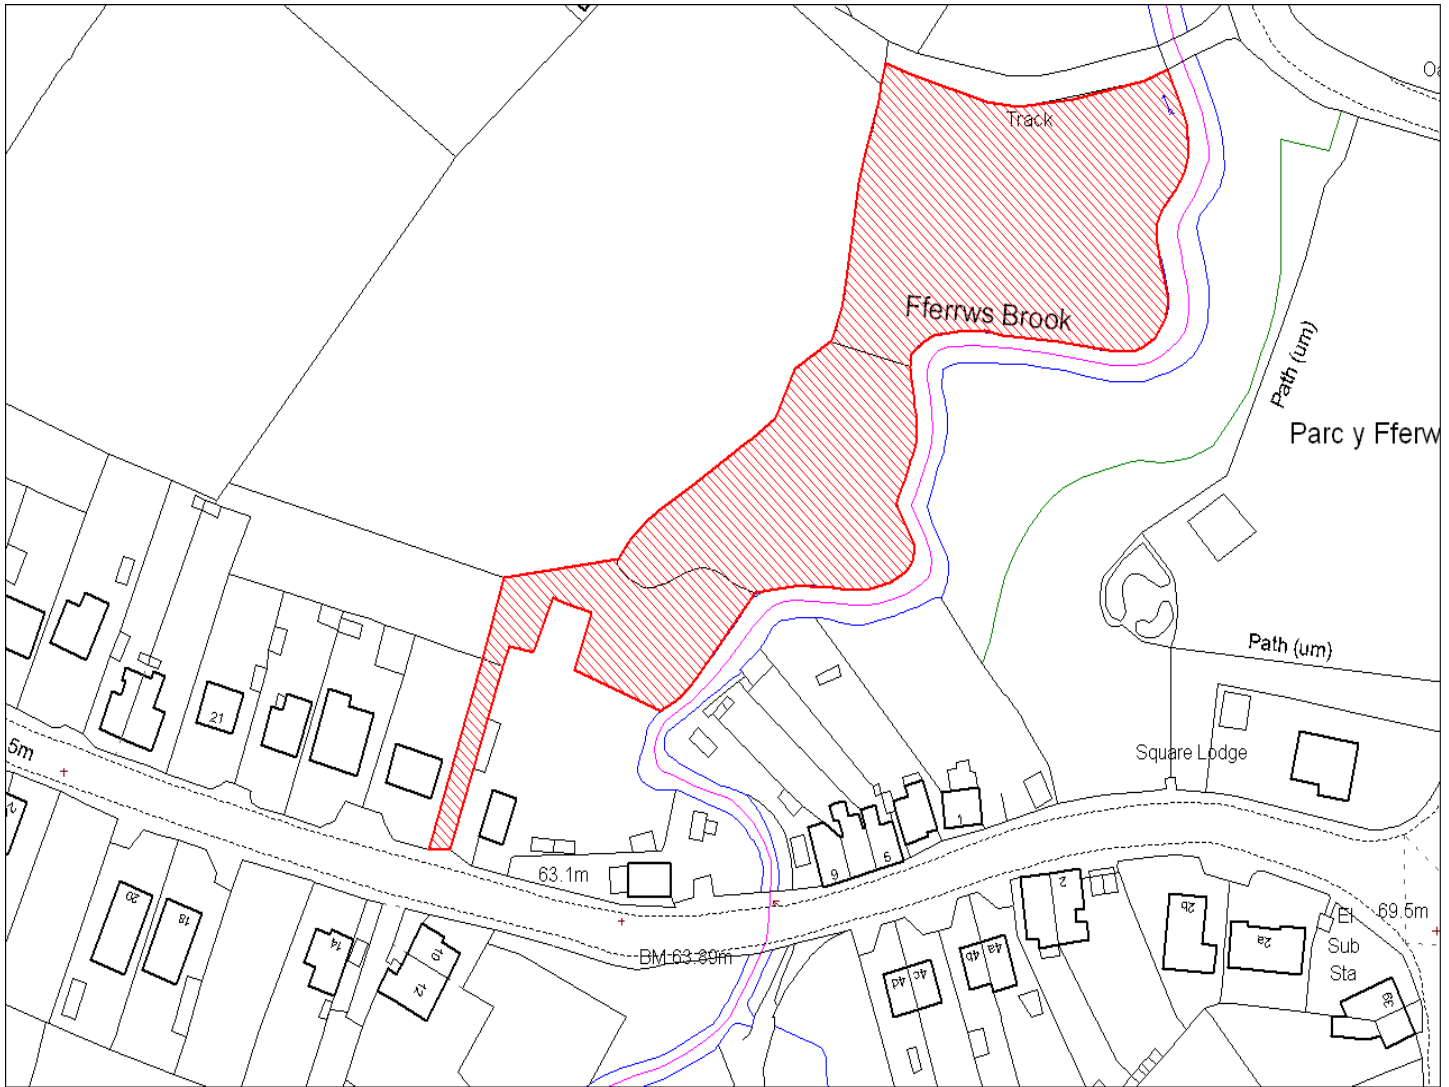 Oa
Track
Fferrws Brook
Path (um)
Parc y Fferw
Path (um)
Square Lodge
21
5m
1
5
9
63.1m
2
2b
2a
El
Sub
Sta
69.5m
BM 63.89m
20
18
14
10
12
4d
4c
4b
4a
39